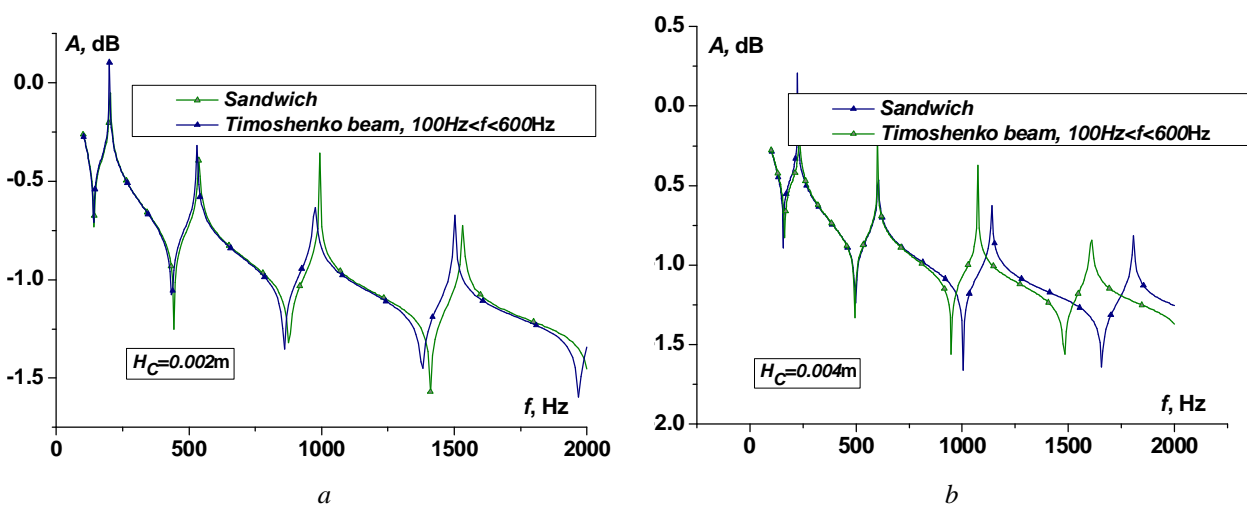 A, dB
Sandwich
Timoshenko beam, 100Hz<f<600Hz
0.0
-0.5
-1.0
-1.5
H_C=0.002m
f, Hz
0 500 1000 1500 2000
a
A, dB
Sandwich
Timoshenko beam, 100Hz<f<600Hz
0.5
0.0
0.5
1.0
1.5
2.0
H_C=0.004m
f, Hz
0 500 1000 1500 2000
b